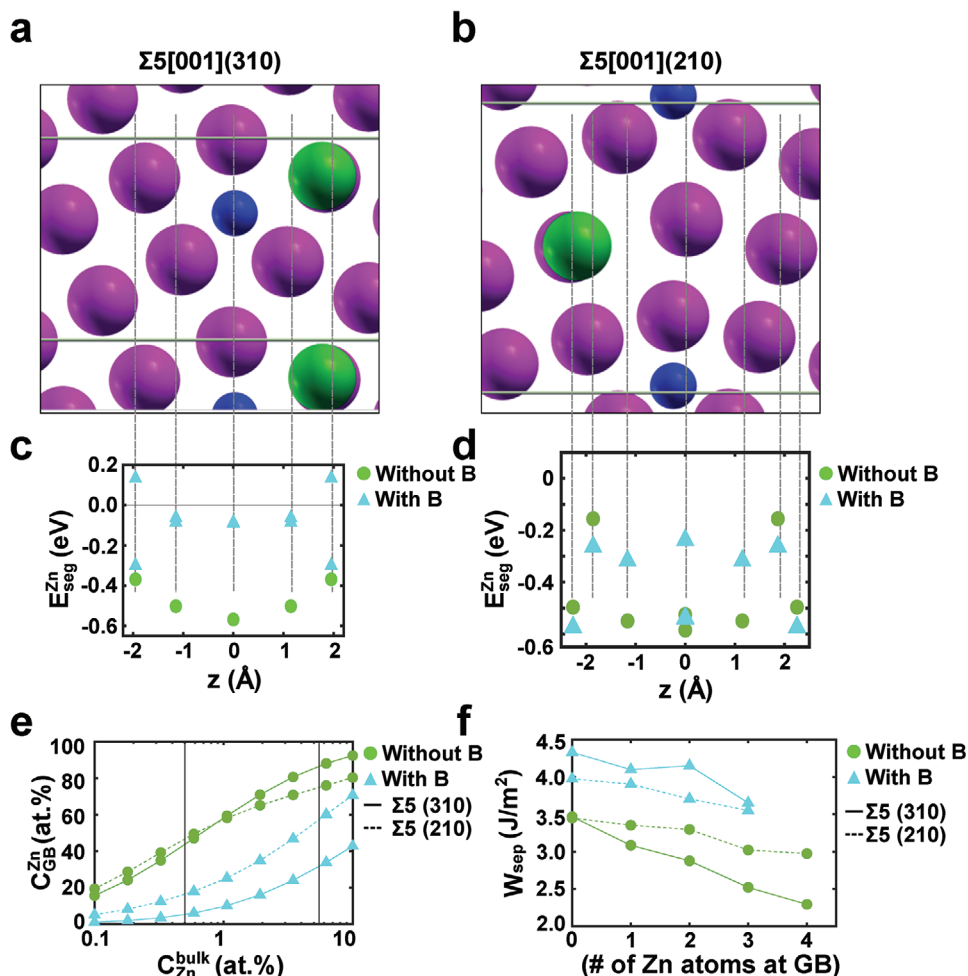 a
Σ5[001](310)
b
Σ5[001](210)
c
0.2
0.0
-0.2
-0.4
-0.6
E_seg^Zn (eV)
-2 -1 0 1 2
z (Å)
Without B
With B
d
0
-0.2
-0.4
-0.6
E_seg^Zn (eV)
-2 -1 0 1 2
z (Å)
Without B
With B
e
100
80
60
40
20
0
C_GB^Zn (at.%)
0.1 1 10
C_Zn^bulk (at.%)
Without B
With B
Σ5 (310)
Σ5 (210)
f
4.5
4.0
3.5
3.0
2.5
2.0
W_sep (J/m²)
0 1 2 3 4
(# of Zn atoms at GB)
Without B
With B
Σ5 (310)
Σ5 (210)